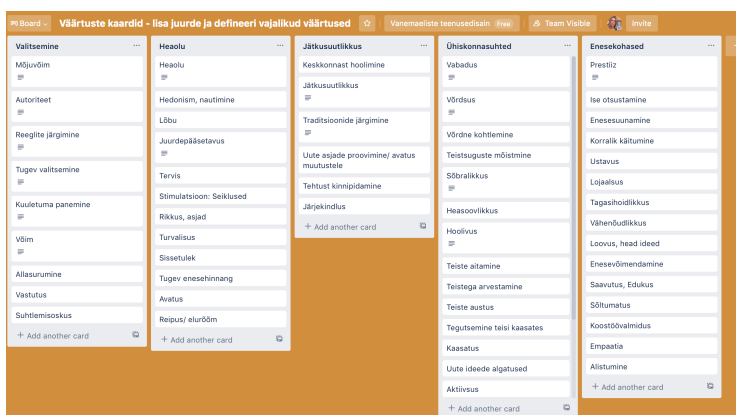 Board
Väärtuste kaardid - lisa juurde ja defineeri vajalikud väärtused
Vanemaeliste teenusedisain Free
Team Visible
Invite
Valitsemine
Mõjuvõim
Autoriteet
Reeglite järgimine
Tugev valitsemine
Kuuletuma panemine
Võim
Allasurumine
Vastutus
Suhtlemisoskus
+ Add another card
Heaolu
Heaolu
Hedonism, nautimine
Lõbu
Juurdepääsetavus
Tervis
Stimulatsioon: Seiklused
Rikkus, asjad
Turvalisus
Sissetulek
Tugev enesehinnang
Avatus
Reipus/ elurõõm
+ Add another card
Jätkusuutlikkus
Keskkonnast hoolimine
Jätkusuutlikkus
Traditsioonide järgimine
Uute asjade proovimine/ avatus
muutustele
Tehtust kinnipidamine
Järjekindlus
+ Add another card
Ühiskonnasuhted
Vabadus
Võrdsus
Võrdne kohtlemine
Teistsuguste mõistmine
Sõbralikkus
Heasoovlikkus
Hoolivus
Teiste aitamine
Teistega arvestamine
Teiste austus
Tegutsemine teisi kaasates
Kaasatus
Uute ideede algatused
Aktiivsus
+ Add another card
Enesekohased
Prestiiz
Ise otsustamine
Enesesuunamine
Korralik käitumine
Ustavus
Lojaalsus
Tagasihoidlikkus
Vähenõudlikkus
Loovus, head ideed
Enesevõimendamine
Saavutus, Edukus
Sõltumatus
Koostöövalmidus
Empaatia
Alistumine
+ Add another card